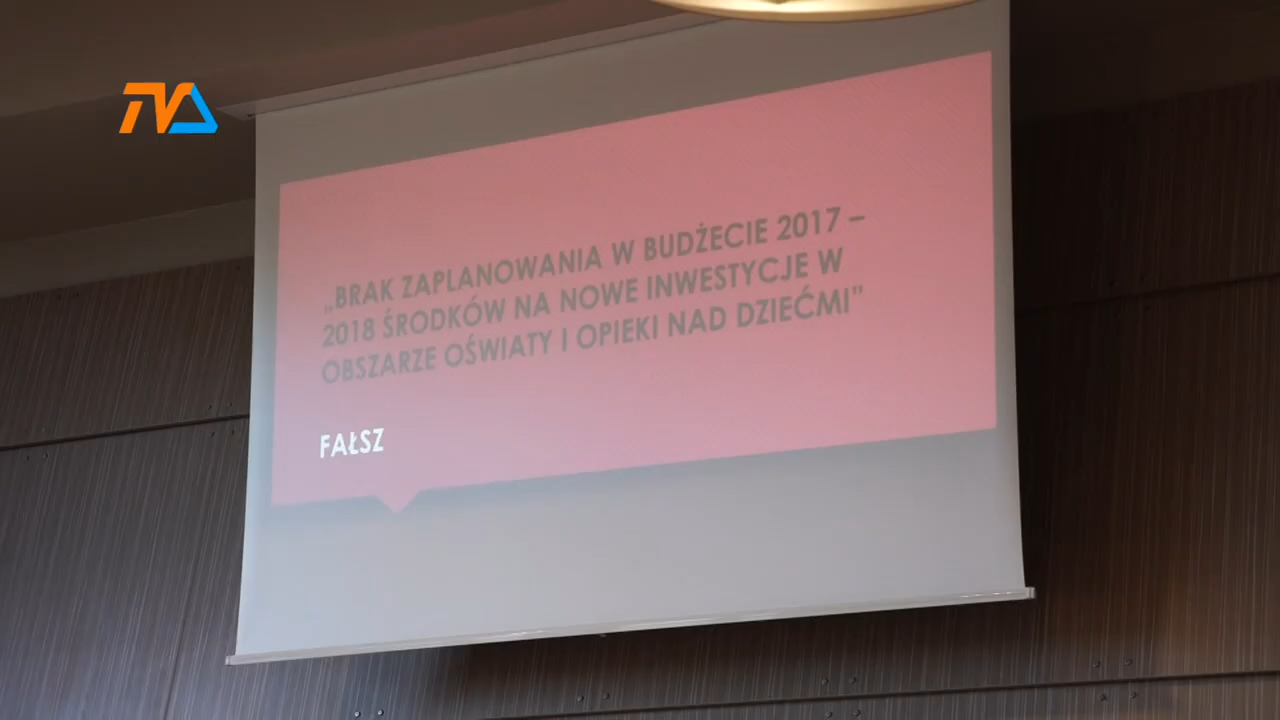 TVA
„BRAK ZAPLANOWANIA W BUDŻECIE 2017 –
2018 ŚRODKÓW NA NOWE INWESTYCJE W
OBSZARZE OŚWIATY I OPIEKI NAD DZIEĆMI”
FAŁSZ